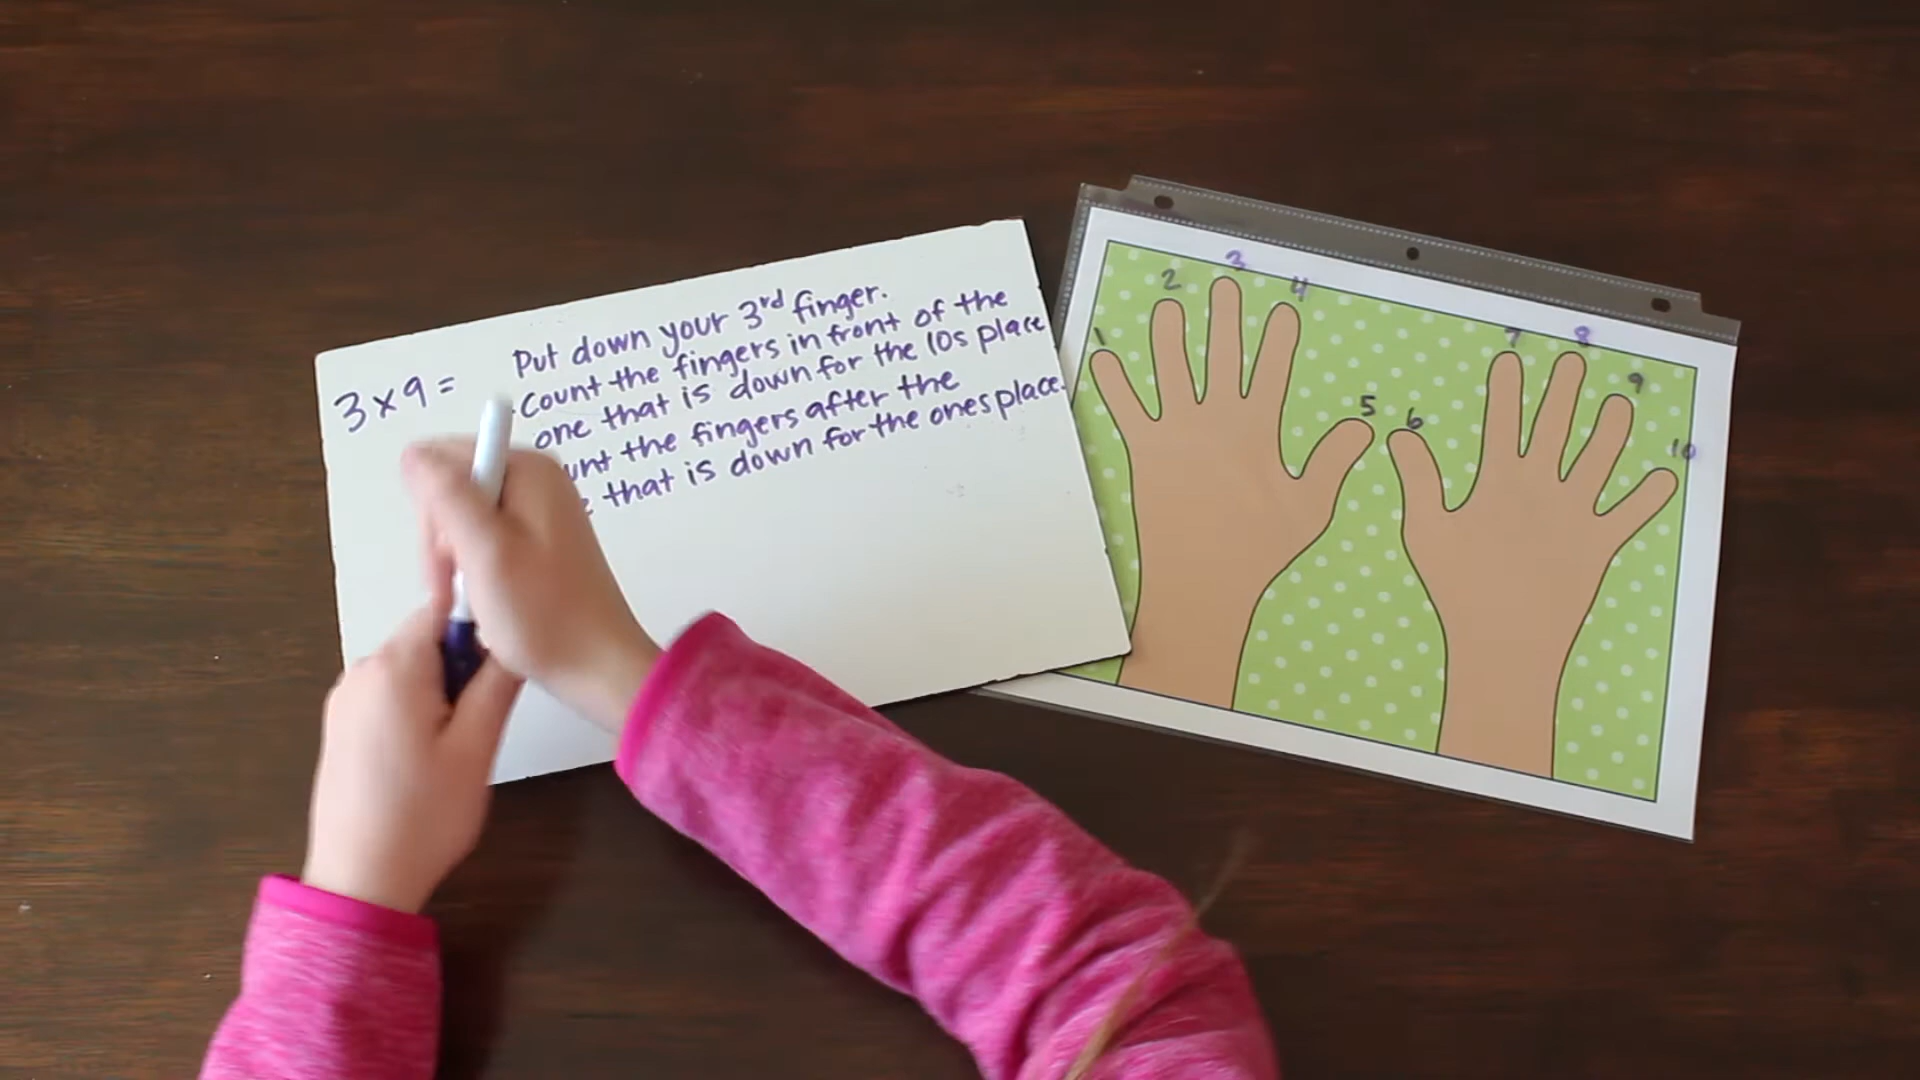 3 x 9 =
Put down your 3rd finger.
Count the fingers in front of the
one that is down for the 10s place
the fingers after the
that is down for the ones place.
1
2
3
4
5
6
7
8
9
10